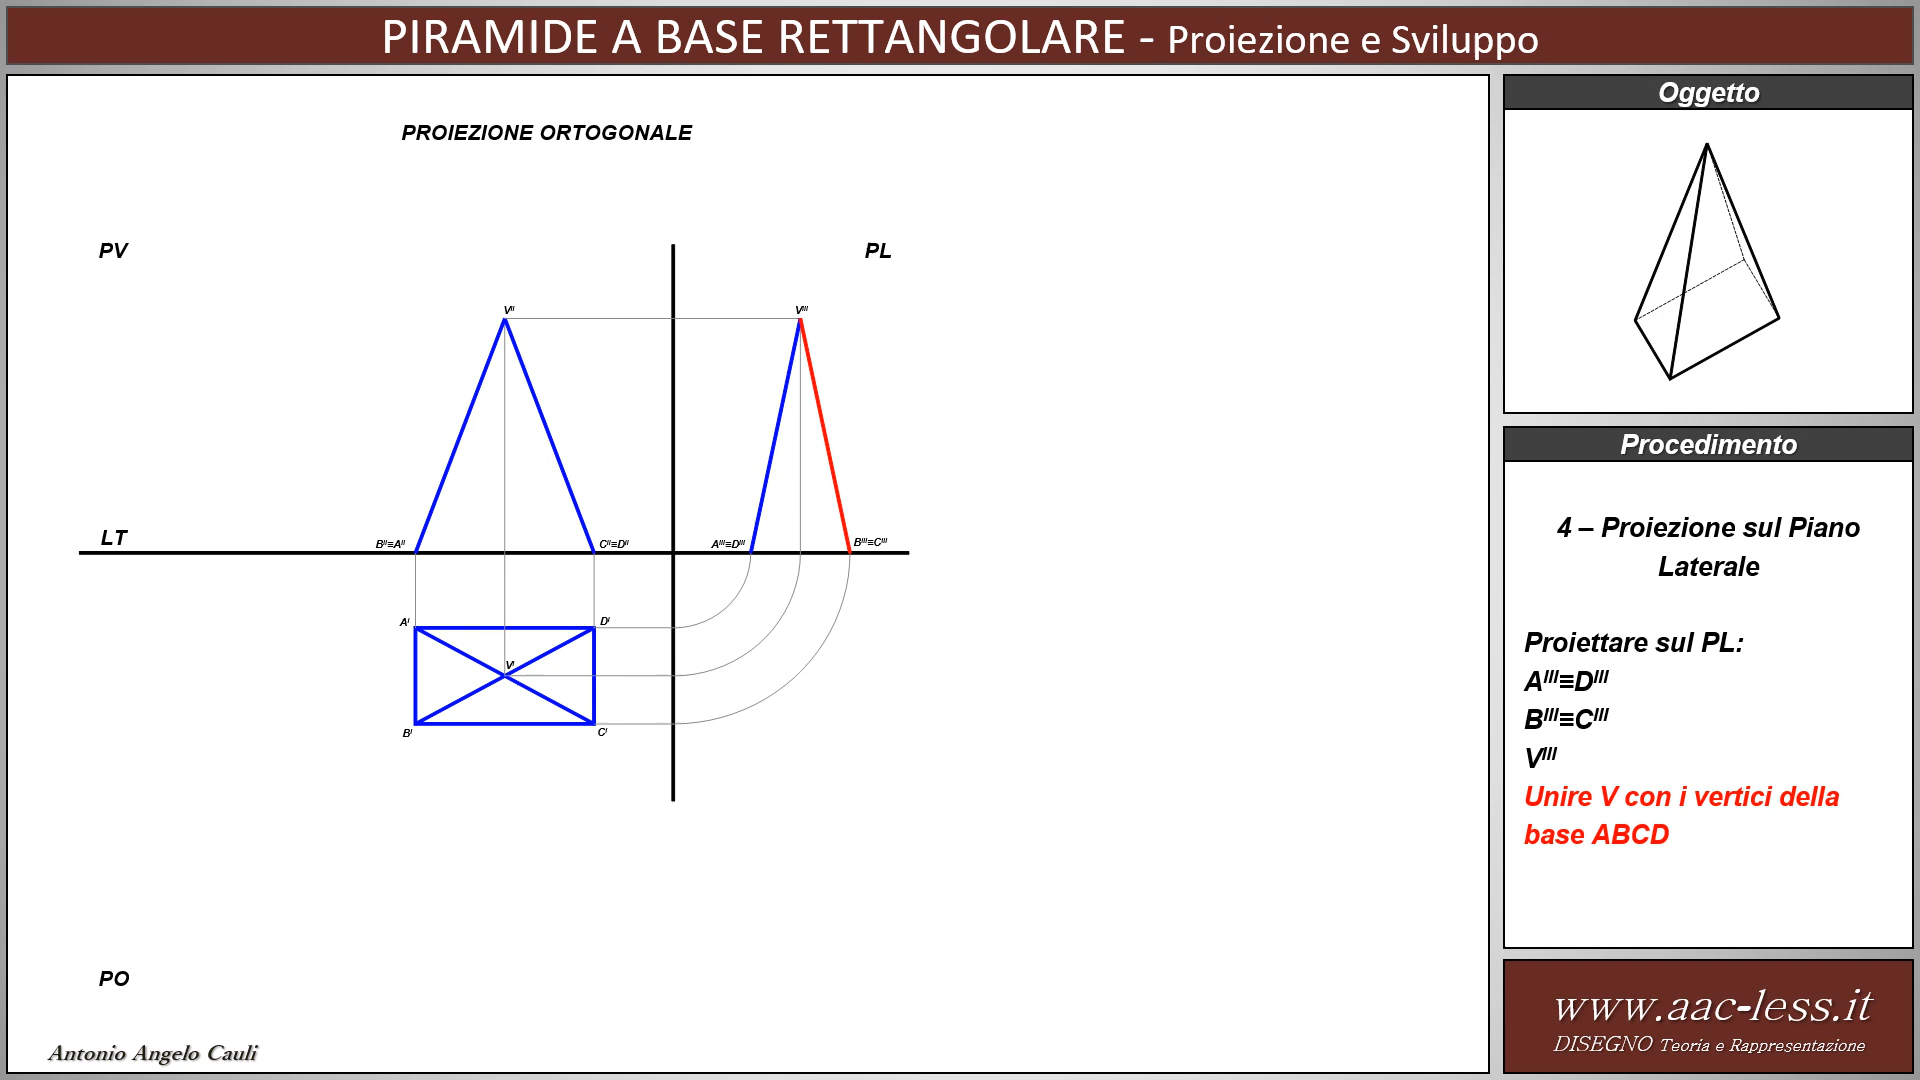 PIRAMIDE A BASE RETTANGOLARE - Proiezione e Sviluppo
PROIEZIONE ORTOGONALE
PV
PL
Vᴵᴵ
Vᴵᴵᴵ
LT
Bᴵᴵ≡Aᴵᴵ
Cᴵᴵ≡Dᴵᴵ
Aᴵᴵᴵ≡Dᴵᴵᴵ
Bᴵᴵᴵ≡Cᴵᴵᴵ
Aᴵ
Dᴵ
Vᴵ
Bᴵ
Cᴵ
PO
Antonio Angelo Cauli
Oggetto
Procedimento
4 – Proiezione sul Piano
Laterale
Proiettare sul PL:
Aᴵᴵᴵ≡Dᴵᴵᴵ
Bᴵᴵᴵ≡Cᴵᴵᴵ
Vᴵᴵᴵ
Unire V con i vertici della
base ABCD
www.aac-less.it
DISEGNO Teoria e Rappresentazione